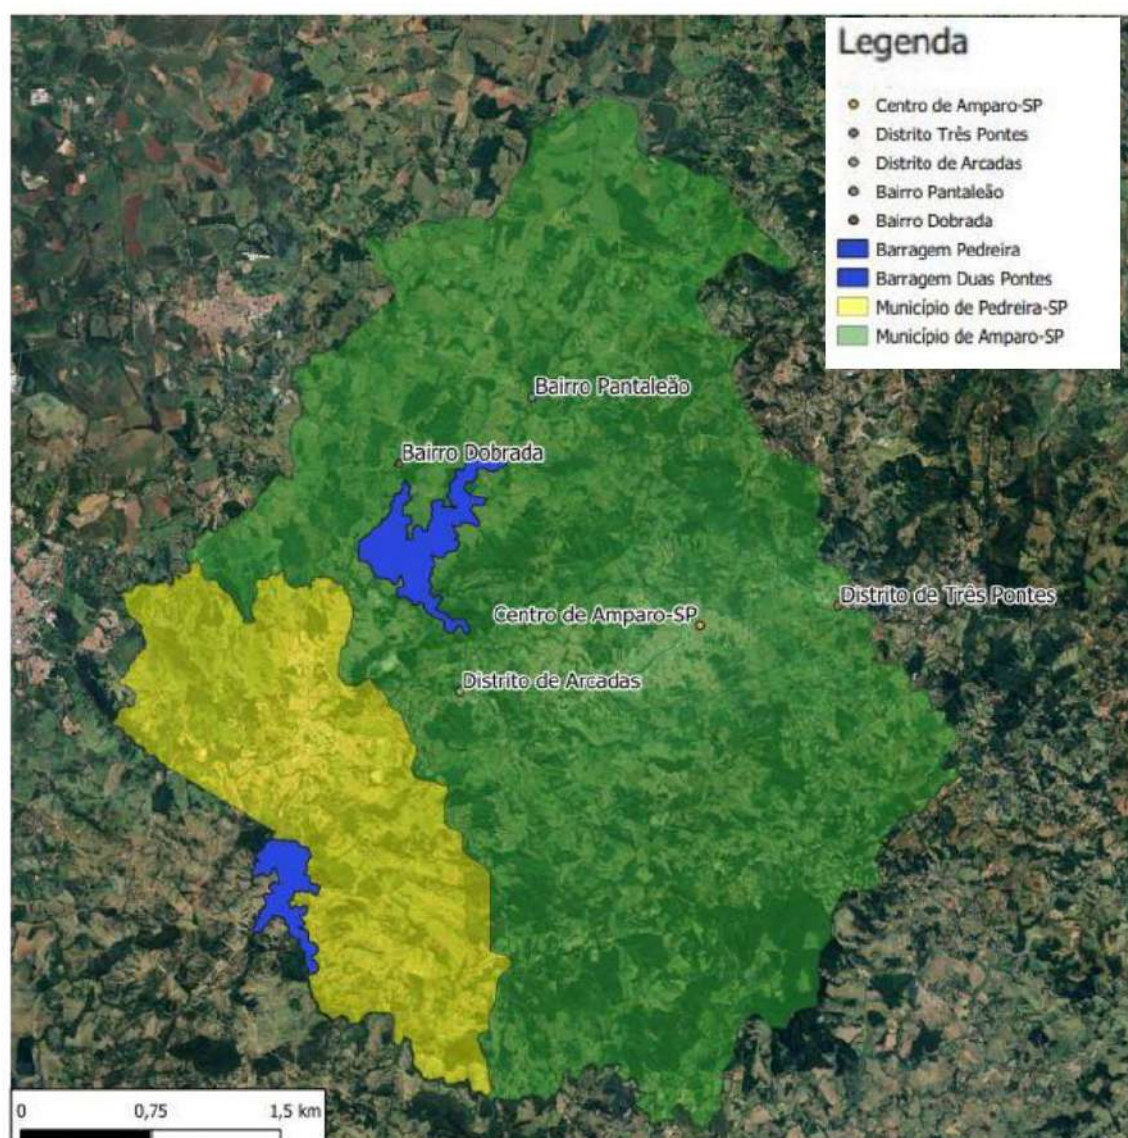 Legenda
Centro de Amparo-SP
Distrito Três Pontes
Distrito de Arcadas
Bairro Pantaleão
Bairro Dobrada
Barragem Pedreira
Barragem Duas Pontes
Município de Pedreira-SP
Município de Amparo-SP
Bairro Pantaleão
Bairro Dobrada
Distrito de Três Pontes
Centro de Amparo-SP
Distrito de Arcadas
0 0,75 1,5 km